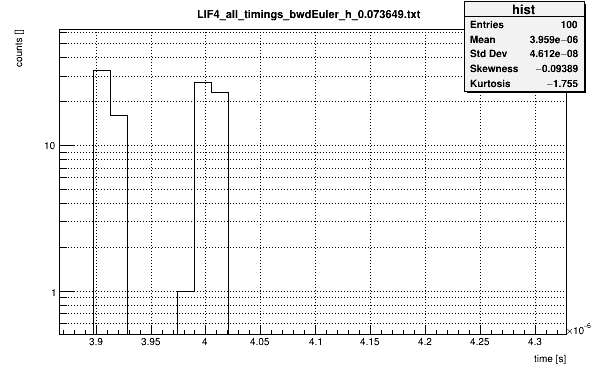 LIF4_all_timings_bwdEuler_h_0.073649.txt
hist
Entries 100
Mean 3.959e−06
Std Dev 4.612e−08
Skewness −0.09389
Kurtosis −1.755
counts []
10
1
3.9 3.95 4 4.05 4.1 4.15 4.2 4.25 4.3
×10⁻⁶
time [s]